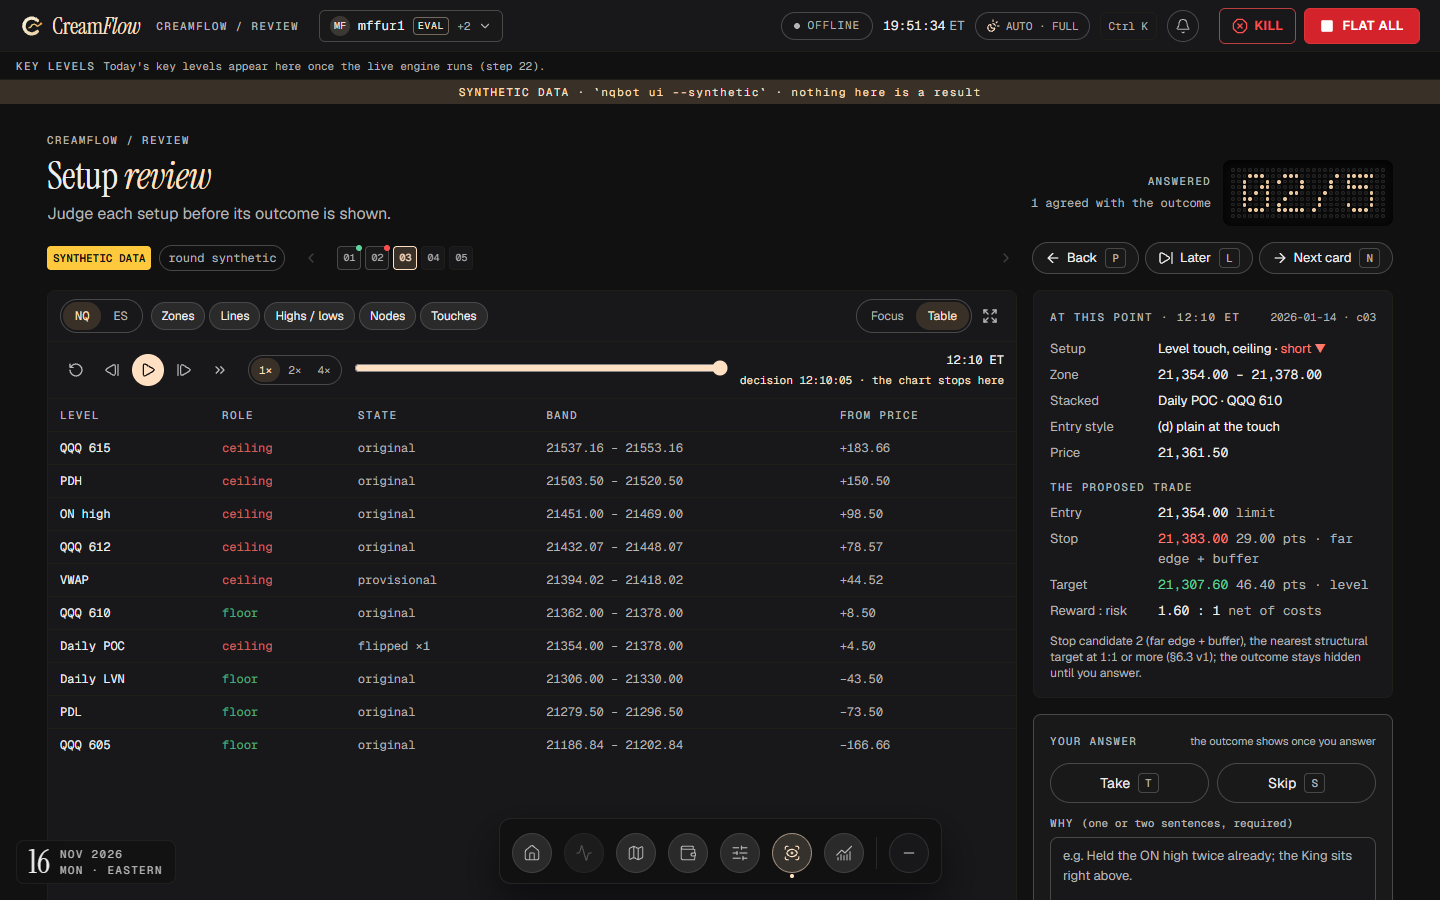 CreamFlow CREAMFLOW / REVIEW MF mffur1 EVAL +2 OFFLINE 19:51:34 ET AUTO · FULL Ctrl K KILL FLAT ALL
KEY LEVELS Today's key levels appear here once the live engine runs (step 22).
SYNTHETIC DATA · `nqbot ui --synthetic` · nothing here is a result
CREAMFLOW / REVIEW
Setup review
Judge each setup before its outcome is shown.
ANSWERED
1 agreed with the outcome
02/5
SYNTHETIC DATA round synthetic 01 02 03 04 05
Back P Later L Next card N
NQ ES Zones Lines Highs / lows Nodes Touches Focus Table
1× 2× 4×
12:10 ET
decision 12:10:05 · the chart stops here
LEVEL ROLE STATE BAND FROM PRICE
QQQ 615 ceiling original 21537.16 – 21553.16 +183.66
PDH ceiling original 21503.50 – 21520.50 +150.50
ON high ceiling original 21451.00 – 21469.00 +98.50
QQQ 612 ceiling original 21432.07 – 21448.07 +78.57
VWAP ceiling provisional 21394.02 – 21418.02 +44.52
QQQ 610 floor original 21362.00 – 21378.00 +8.50
Daily POC ceiling flipped ×1 21354.00 – 21378.00 +4.50
Daily LVN floor original 21306.00 – 21330.00 −43.50
PDL floor original 21279.50 – 21296.50 −73.50
QQQ 605 floor original 21186.84 – 21202.84 −166.66
AT THIS POINT · 12:10 ET 2026-01-14 · c03
Setup Level touch, ceiling · short ▼
Zone 21,354.00 – 21,378.00
Stacked Daily POC · QQQ 610
Entry style (d) plain at the touch
Price 21,361.50
THE PROPOSED TRADE
Entry 21,354.00 limit
Stop 21,383.00 29.00 pts · far
edge + buffer
Target 21,307.60 46.40 pts · level
Reward : risk 1.60 : 1 net of costs
Stop candidate 2 (far edge + buffer), the nearest structural
target at 1:1 or more (§6.3 v1); the outcome stays hidden
until you answer.
YOUR ANSWER the outcome shows once you answer
Take T Skip S
WHY (one or two sentences, required)
e.g. Held the ON high twice already; the King sits
right above.
16 NOV 2026
MON · EASTERN